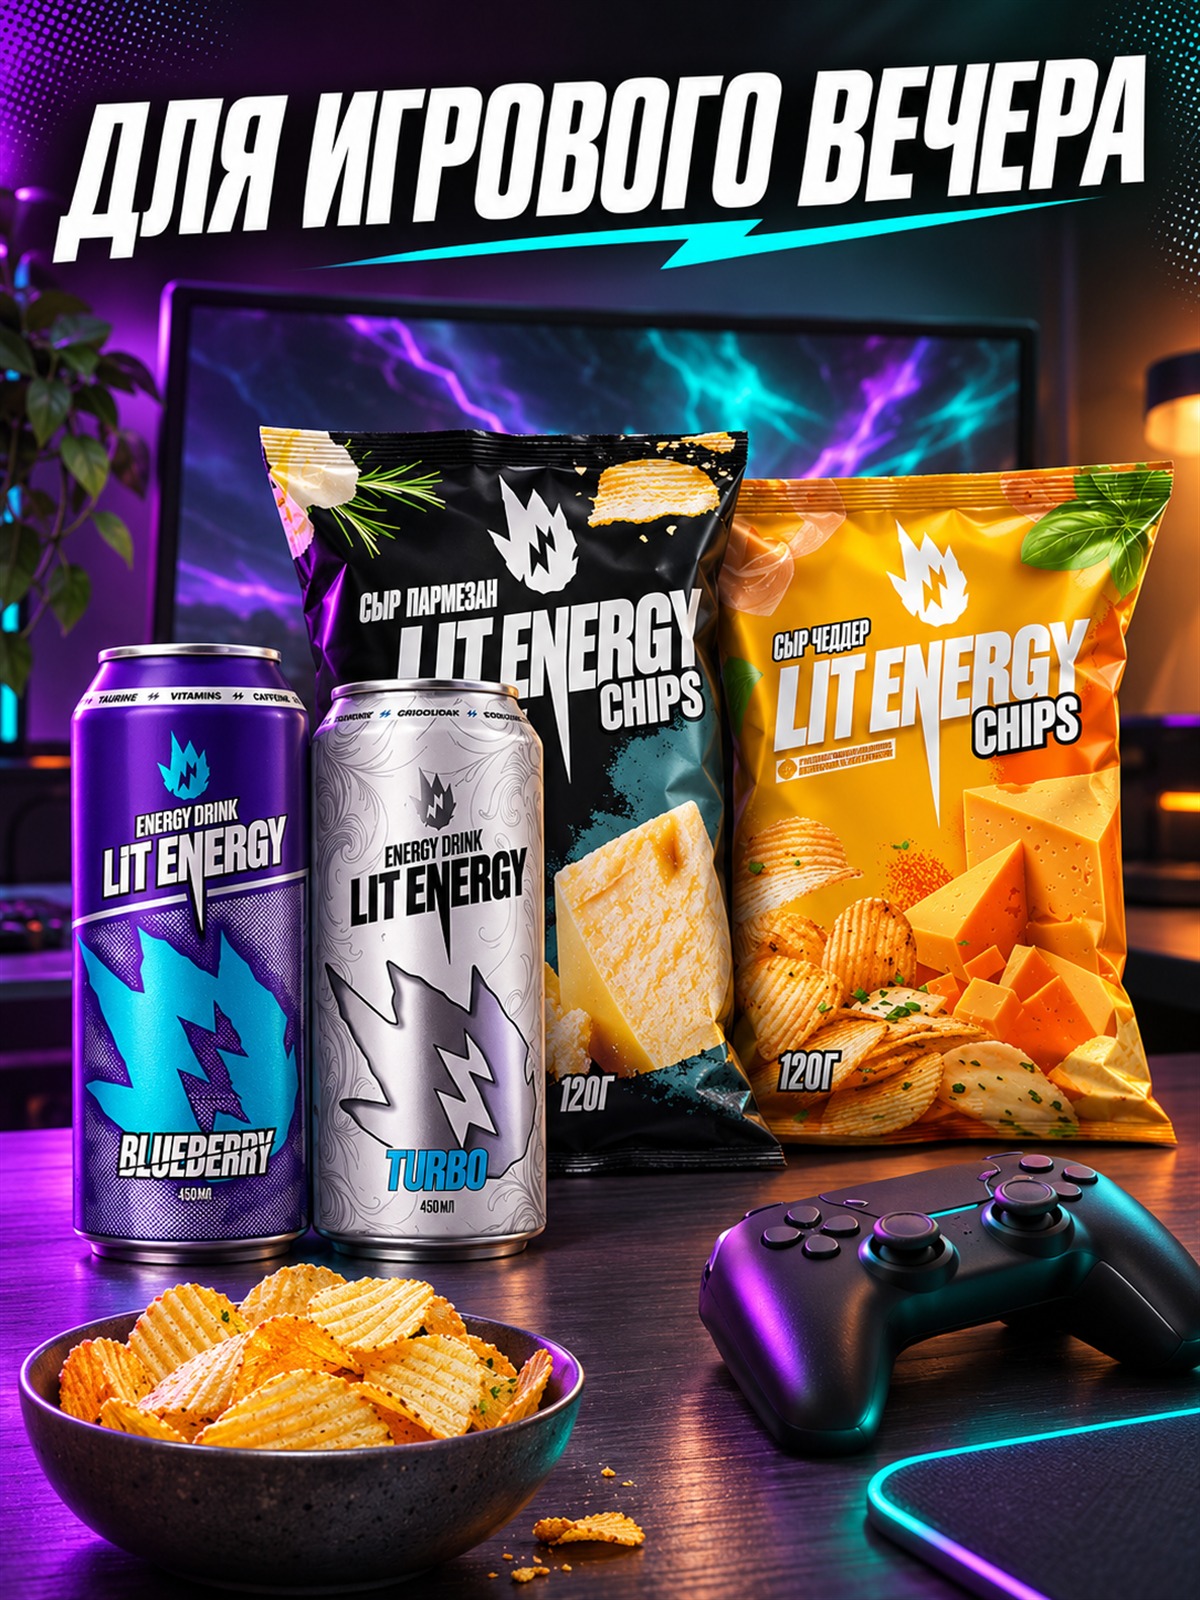 ДЛЯ ИГРОВОГО ВЕЧЕРА
СЫР ПАРМЕЗАН
LIT ENERGY
CHIPS
120Г
СЫР ЧЕДДЕР
LIT ENERGY
CHIPS
120Г
TAURINE VITAMINS CAFFEINE
ENERGY DRINK
LIT ENERGY
BLUEBERRY
450МЛ
ENERGY DRINK
LIT ENERGY
TURBO
450МЛ